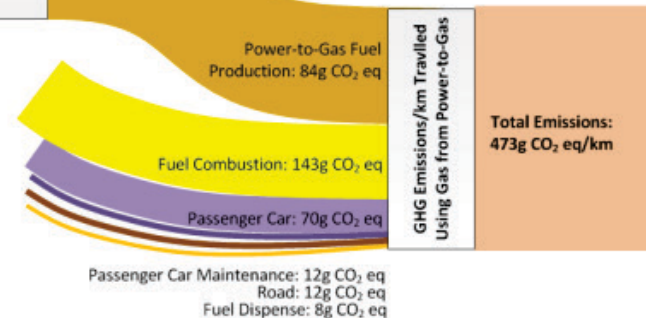 Power-to-Gas Fuel
Production: 84g CO₂ eq
Fuel Combustion: 143g CO₂ eq
Passenger Car: 70g CO₂ eq
Passenger Car Maintenance: 12g CO₂ eq
Road: 12g CO₂ eq
Fuel Dispense: 8g CO₂ eq
GHG Emissions/km Travlled
Using Gas from Power-to-Gas
Total Emissions:
473g CO₂ eq/km